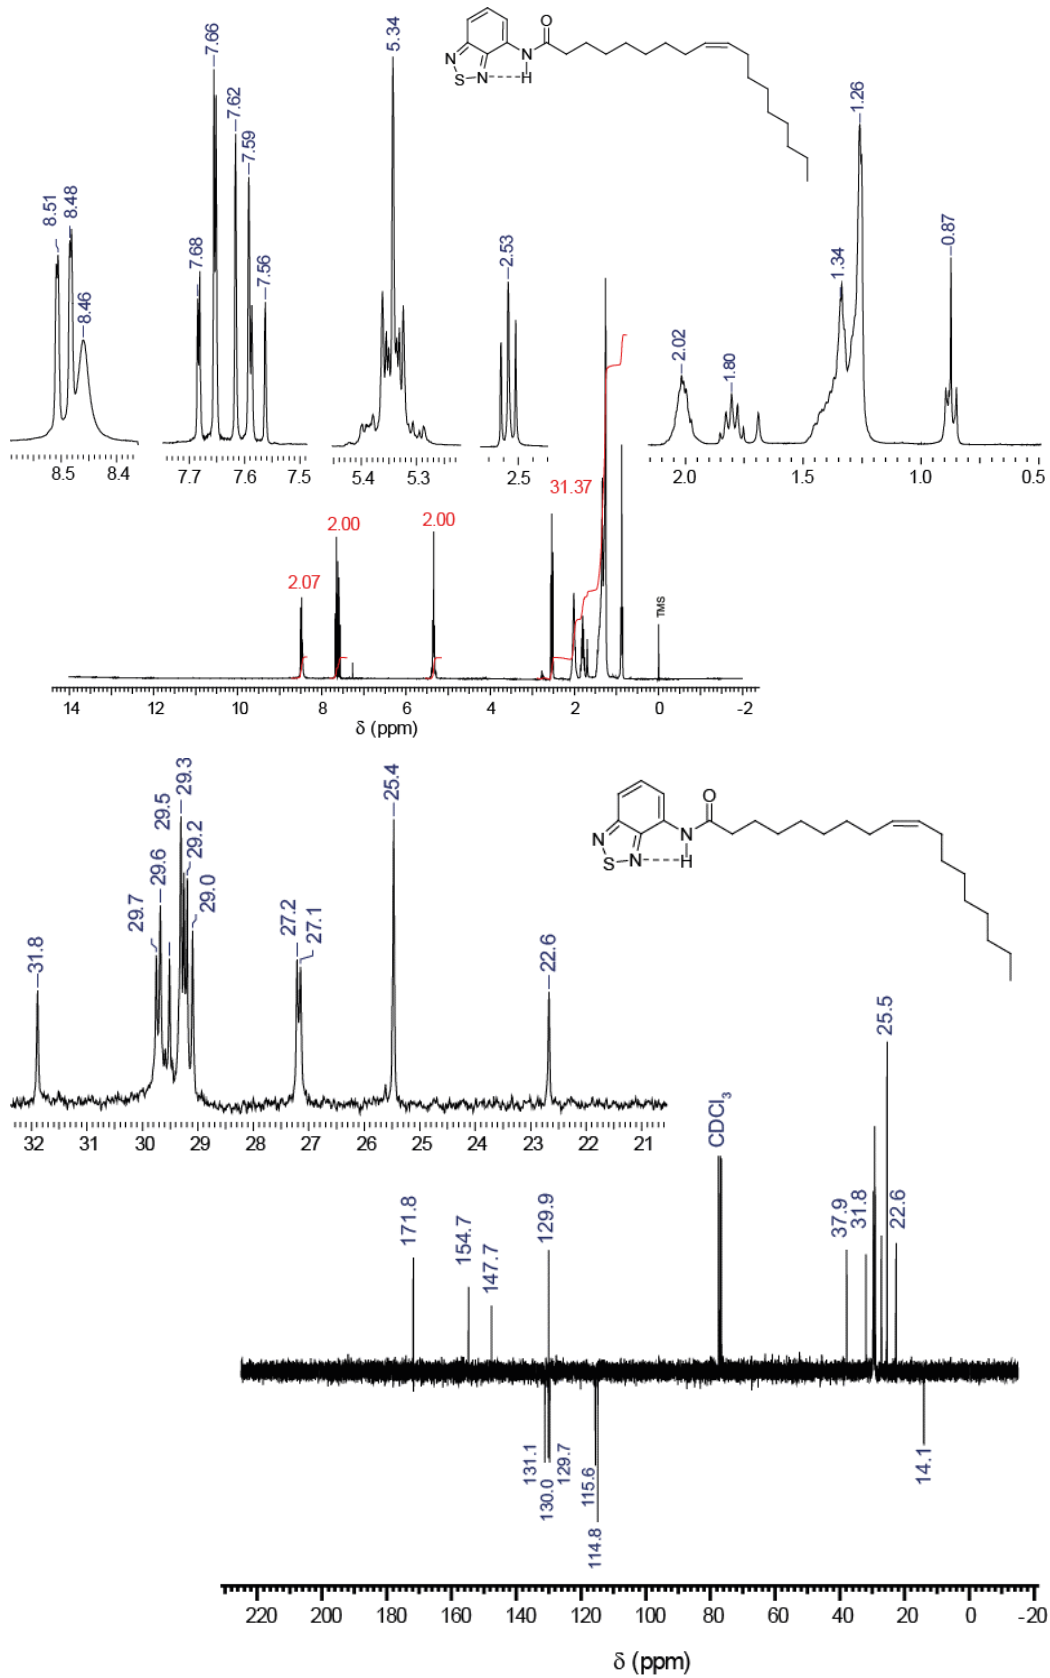 7.66
5.34
O
N
H
N
S
N
7.62
1.26
7.59
8.51
8.48
7.68
2.53
0.87
7.56
1.34
8.46
2.02
1.80
8.5 8.4
7.7 7.6 7.5
5.4 5.3
2.5
2.0 1.5 1.0 0.5
31.37
2.00
2.00
2.07
TMS
14 12 10 8 6 4 2 0 -2
δ (ppm)
29.3
25.4
29.5
29.2
29.6
29.0
29.7
27.2
27.1
31.8
22.6
O
N
H
N
S
N
32 31 30 29 28 27 26 25 24 23 22 21
25.5
CDCl3
171.8
154.7
147.7
129.9
37.9
31.8
22.6
131.1
130.0
129.7
115.6
114.8
14.1
220 200 180 160 140 120 100 80 60 40 20 0 -20
δ (ppm)